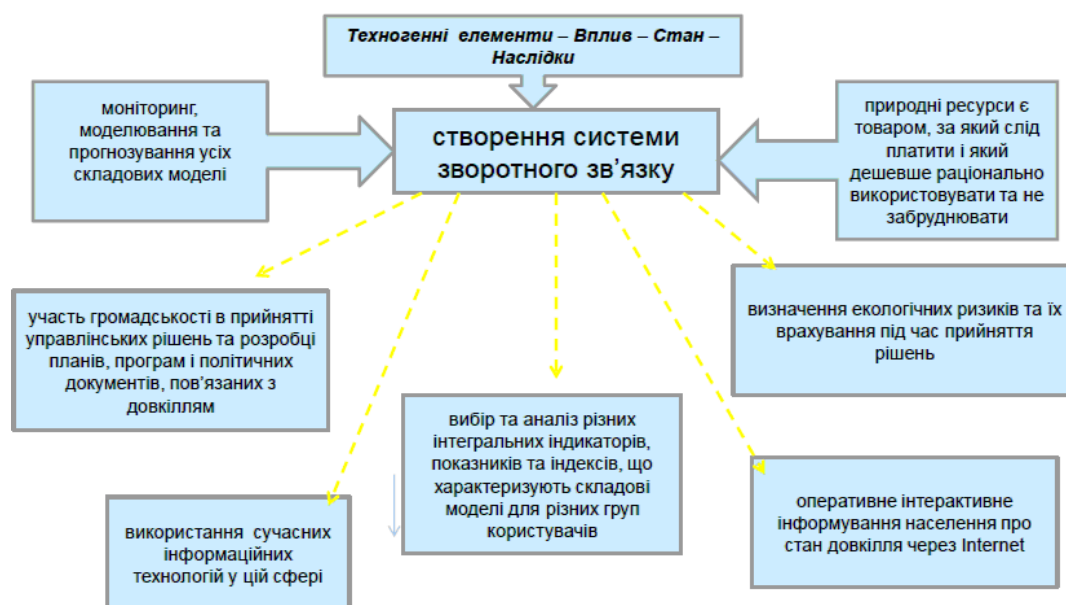 Техногенні елементи – Вплив – Стан –
Наслідки
моніторинг,
моделювання та
прогнозування усіх
складових моделі
створення системи
зворотного зв’язку
природні ресурси є
товаром, за який слід
платити і який
дешевше раціонально
використовувати та не
забруднювати
участь громадськості в прийнятті
управлінських рішень та розробці
планів, програм і політичних
документів, пов’язаних з
довкіллям
визначення екологічних ризиків та їх
врахування під час прийняття
рішень
вибір та аналіз різних
інтегральних індикаторів,
показників та індексів, що
характеризують складові
моделі для різних груп
користувачів
використання сучасних
інформаційних
технологій у цій сфері
оперативне інтерактивне
інформування населення про
стан довкілля через Internet